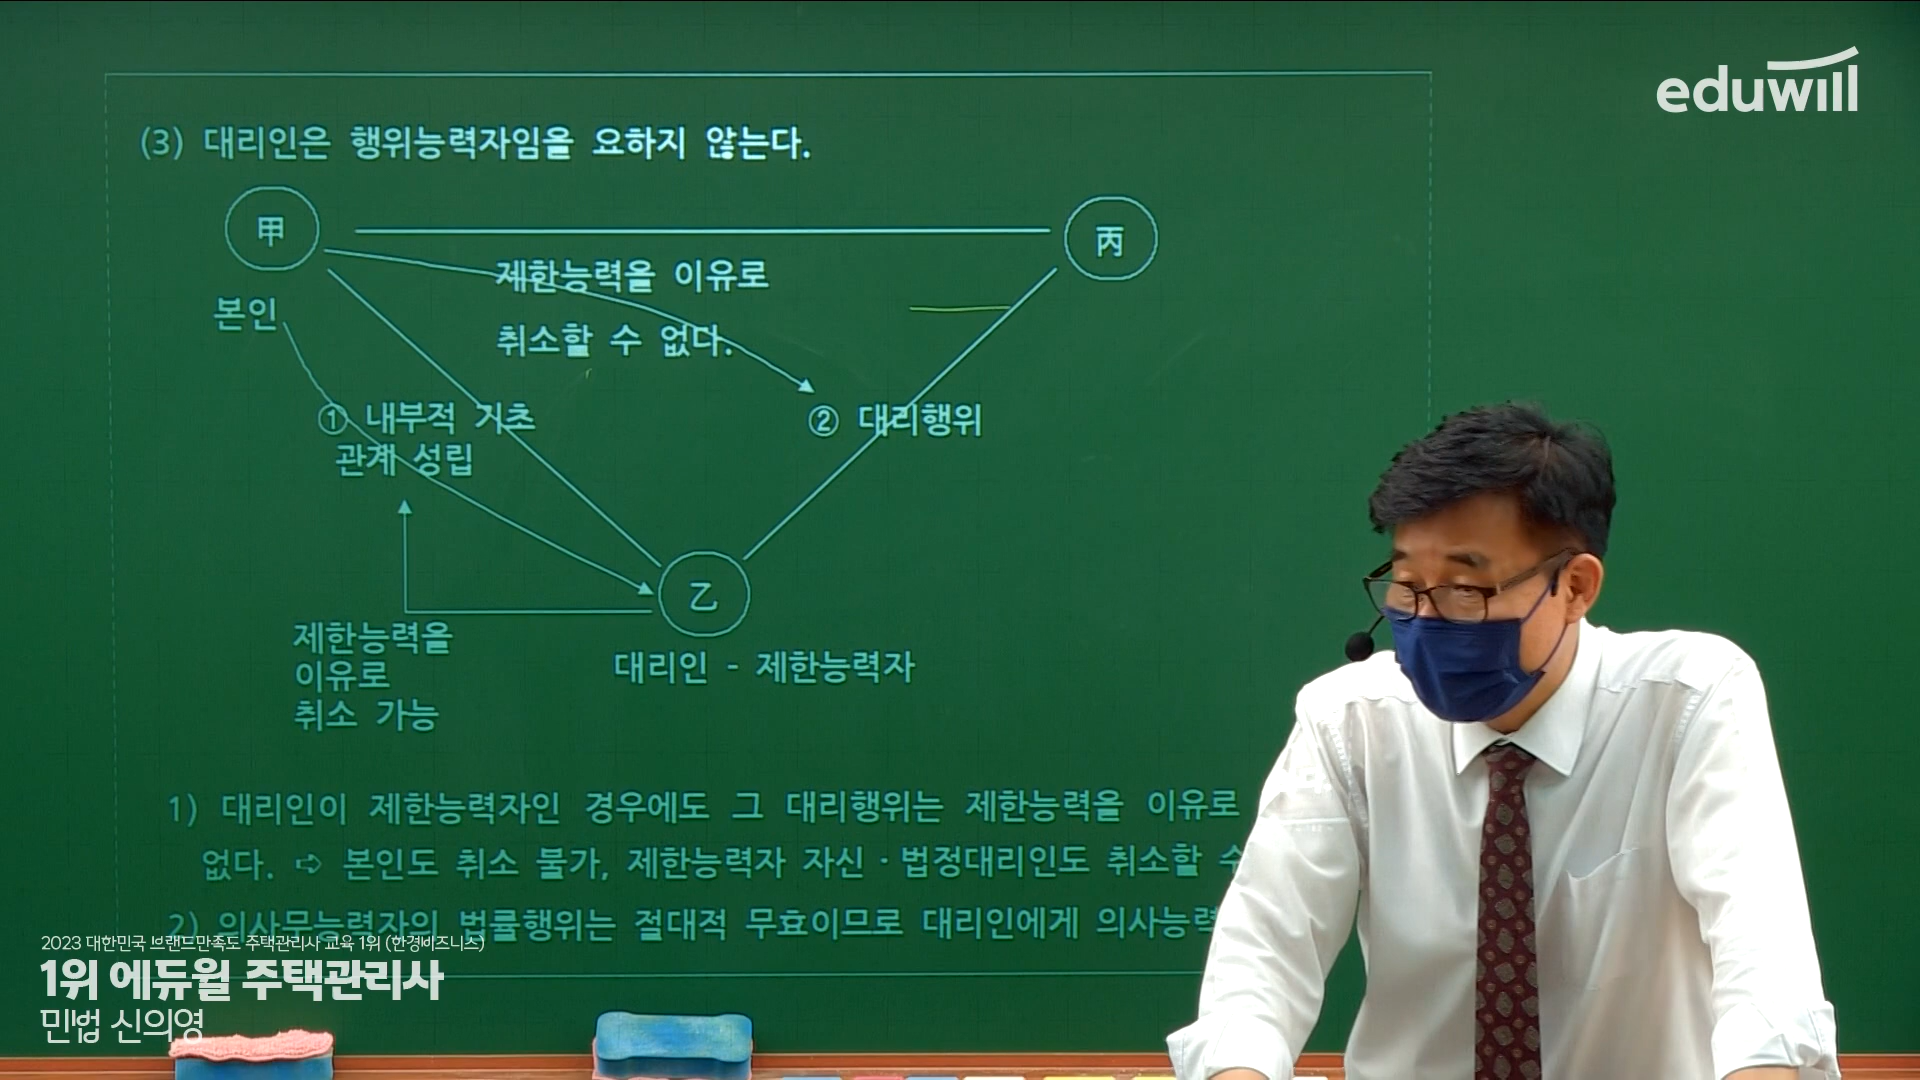 eduwill
(3) 대리인은 행위능력자임을 요하지 않는다.
甲
丙
제한능력을 이유로
취소할 수 없다.
본인
① 내부적 기초
관계 성립
② 대리행위
乙
제한능력을
이유로
취소 가능
대리인 - 제한능력자
1) 대리인이 제한능력자인 경우에도 그 대리행위는 제한능력을 이유로
없다. ➪ 본인도 취소 불가, 제한능력자 자신 · 법정대리인도 취소할 수
2) 의사무능력자의 법률행위는 절대적 무효이므로 대리인에게 의사능력
2023 대한민국 브랜드만족도 주택관리사 교육 1위 (한경비즈니스)
1위 에듀윌 주택관리사
민법 신의영